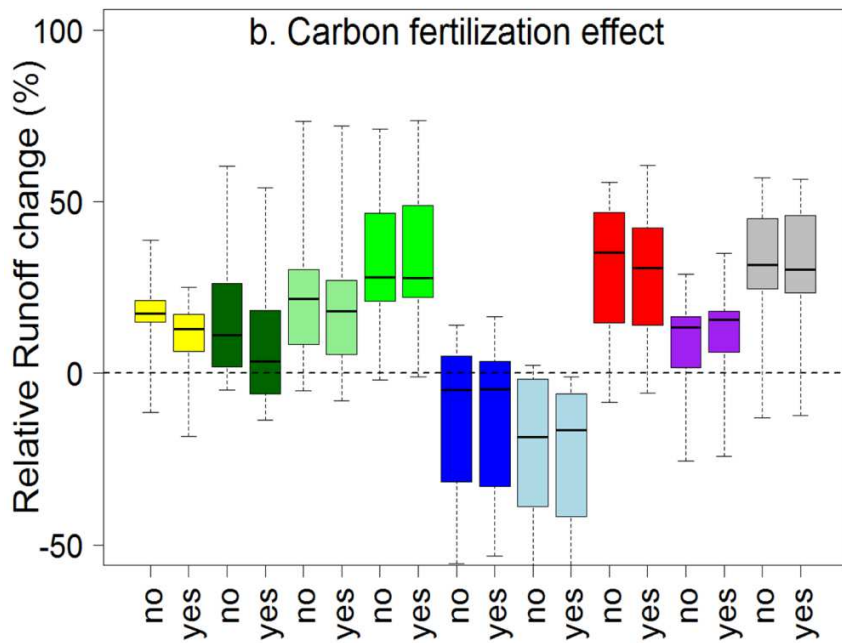 b. Carbon fertilization effect
Relative Runoff change (%)
100
50
0
-50
no yes no yes no yes no yes no yes no yes no yes no yes no yes